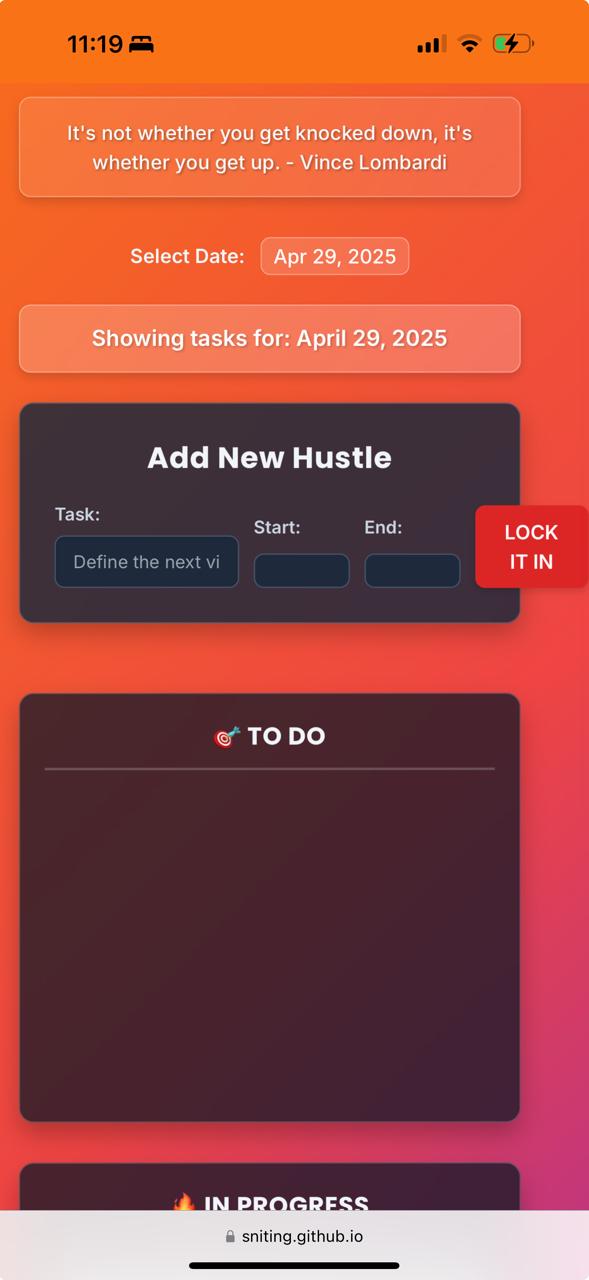 11:19
It's not whether you get knocked down, it's
whether you get up. - Vince Lombardi
Select Date: Apr 29, 2025
Showing tasks for: April 29, 2025
Add New Hustle
Task: Start: End:
Define the next vi
LOCK
IT IN
🎯 TO DO
🔥 IN PROGRESS
sniting.github.io